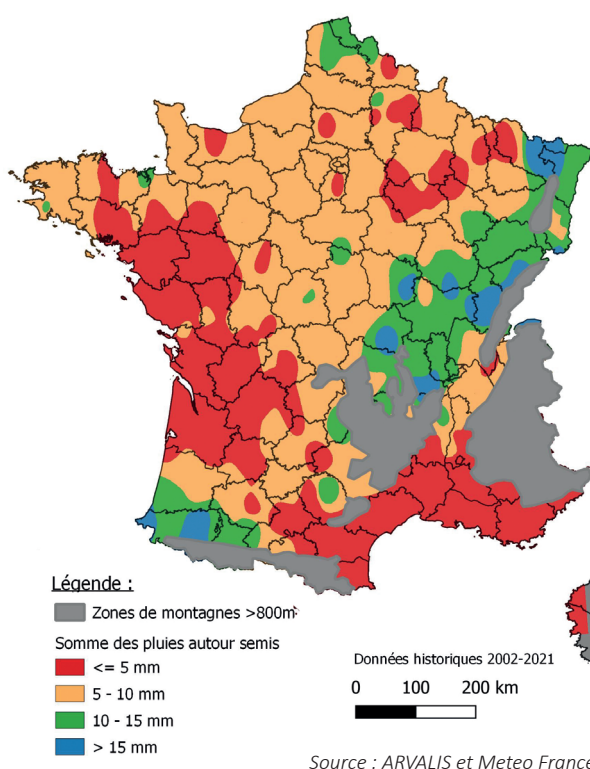 Légende :
Zones de montagnes >800m
Somme des pluies autour semis
<= 5 mm
5 - 10 mm
10 - 15 mm
> 15 mm
Données historiques 2002-2021
0 100 200 km
Source : ARVALIS et Meteo France